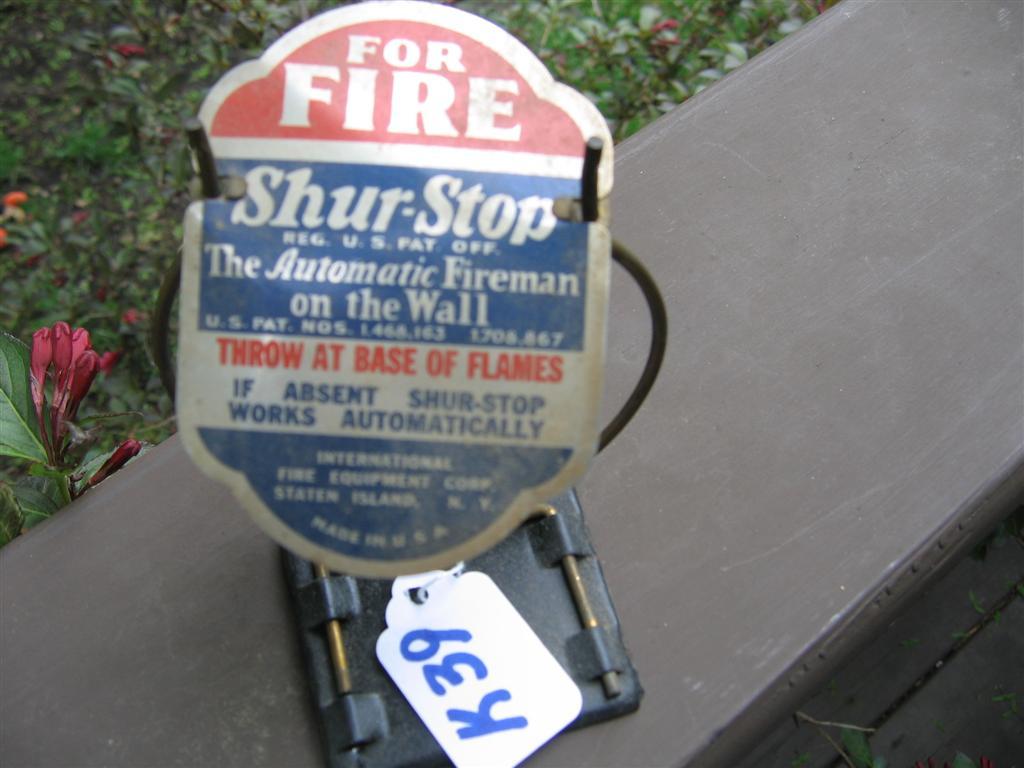 FOR
FIRE
Shur-Stop
REG. U. S. PAT. OFF.
The Automatic Fireman
on the Wall
U.S. PAT. NOS. 1,468,163 1,708,867
THROW AT BASE OF FLAMES
IF ABSENT SHUR-STOP
WORKS AUTOMATICALLY
INTERNATIONAL
FIRE EQUIPMENT CORP.
STATEN ISLAND, N. Y.
MADE IN U.S.A.
K39